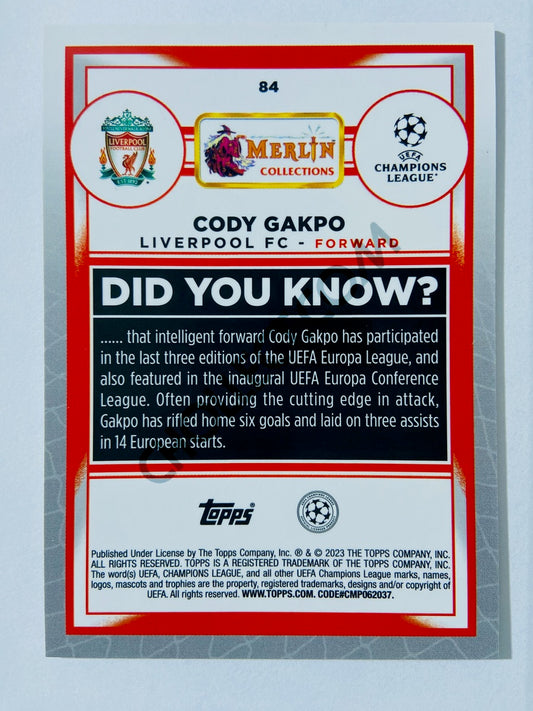 84
LIVERPOOL
FOOTBALL CLUB
EST·1892
MERLIN
COLLECTIONS
UEFA
CHAMPIONS
LEAGUE
CODY GAKPO
LIVERPOOL FC - FORWARD
DID YOU KNOW?
...... that intelligent forward Cody Gakpo has participated
in the last three editions of the UEFA Europa League, and
also featured in the inaugural UEFA Europa Conference
League. Often providing the cutting edge in attack,
Gakpo has rifled home six goals and laid on three assists
in 14 European starts.
Topps
Published Under License by The Topps Company, Inc. ® & © 2023 THE TOPPS COMPANY, INC.
ALL RIGHTS RESERVED. TOPPS IS A REGISTERED TRADEMARK OF THE TOPPS COMPANY, INC.
The word(s) UEFA, CHAMPIONS LEAGUE, and all other UEFA Champions League marks, names,
logos, mascots and trophies are the property, registered trademarks, designs and/or copyright of
UEFA. All rights reserved. WWW.TOPPS.COM. CODE#CMP062037.